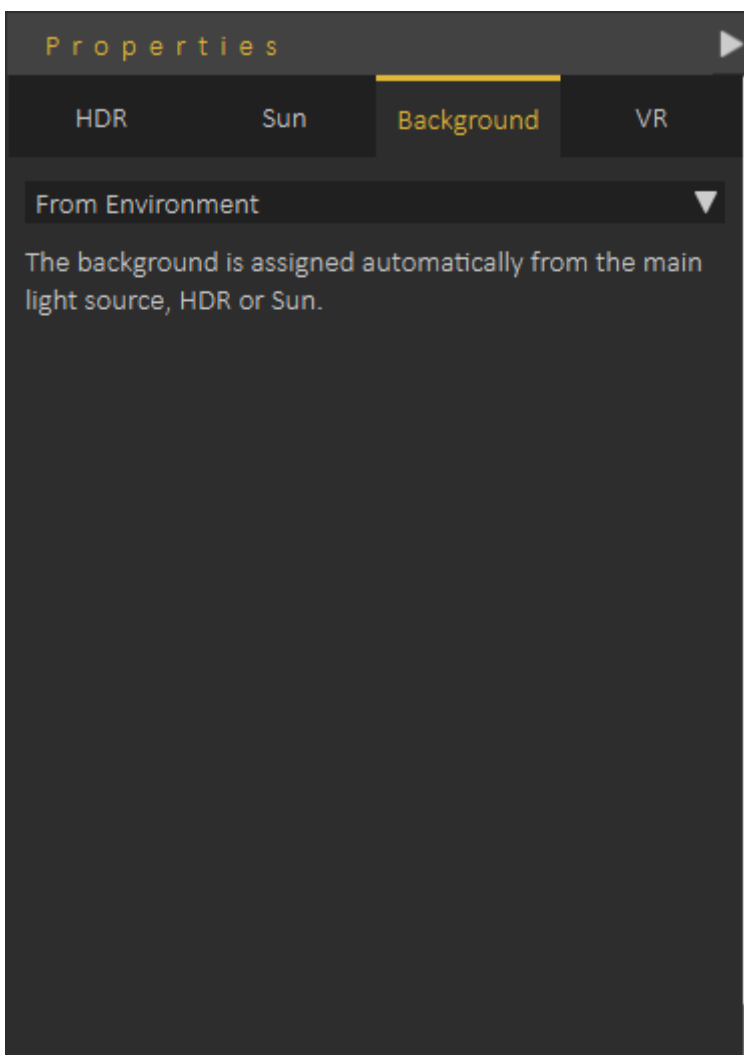 Properties
HDR Sun Background VR
From Environment
The background is assigned automatically from the main
light source, HDR or Sun.